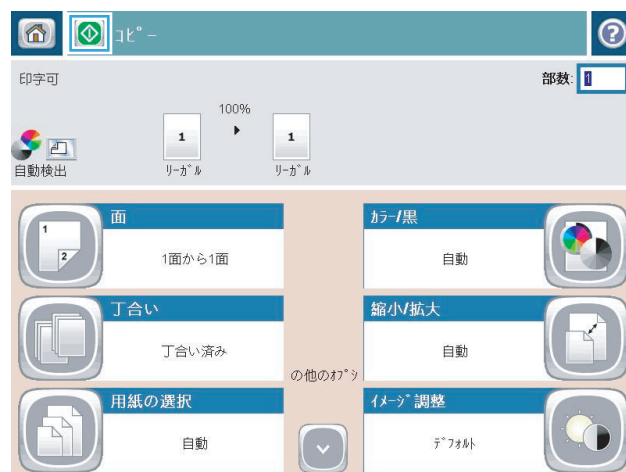 コピー
印字可
部数: 1
100%
1
1
自動検出
リーガル
リーガル
面
1
2
1面から1面
カラー/黒
自動
丁合い
丁合い済み
縮小/拡大
自動
の他のオプシ
用紙の選択
自動
イメージ調整
デフォルト